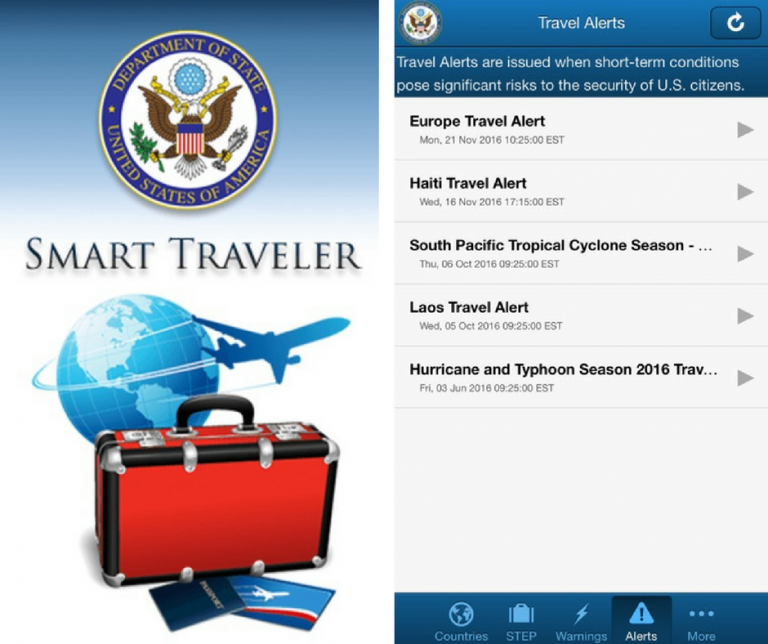 DEPARTMENT OF STATE
UNITED STATES OF AMERICA
SMART TRAVELER
PASSPORT
Travel Alerts
Travel Alerts are issued when short-term conditions
pose significant risks to the security of U.S. citizens.
Europe Travel Alert
Mon, 21 Nov 2016 10:25:00 EST
Haiti Travel Alert
Wed, 16 Nov 2016 17:15:00 EST
South Pacific Tropical Cyclone Season - ...
Thu, 06 Oct 2016 09:25:00 EST
Laos Travel Alert
Wed, 05 Oct 2016 09:25:00 EST
Hurricane and Typhoon Season 2016 Trav...
Fri, 03 Jun 2016 09:25:00 EST
Countries STEP Warnings Alerts More